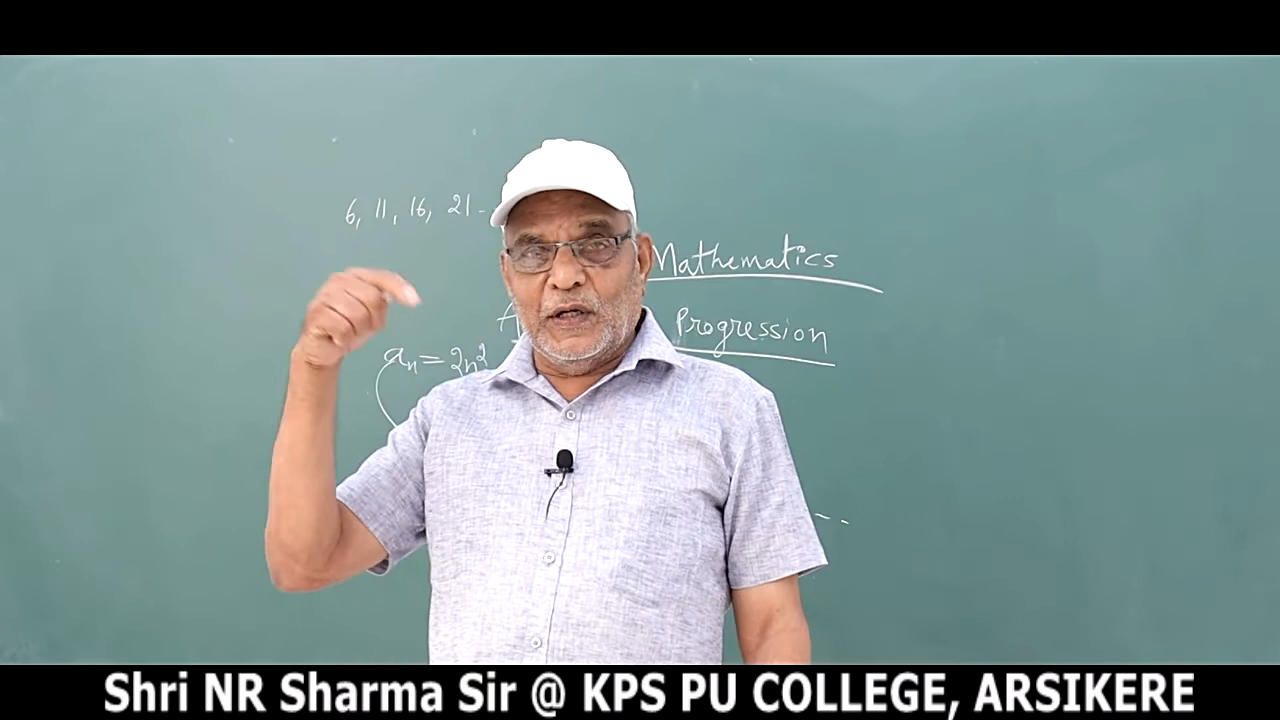 6, 11, 16, 21 -
Mathematics
Progression
aₙ = 2n²
Shri NR Sharma Sir @ KPS PU COLLEGE, ARSIKERE